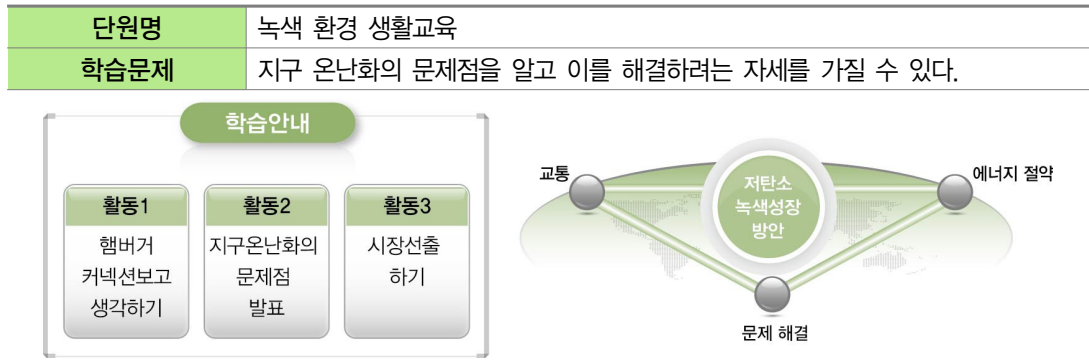 단원명 녹색 환경 생활교육
학습문제 지구 온난화의 문제점을 알고 이를 해결하려는 자세를 가질 수 있다.
학습안내
활동1
햄버거
커넥션보고
생각하기
활동2
지구온난화의
문제점
발표
활동3
시장선출
하기
교통
에너지 절약
저탄소
녹색성장
방안
문제 해결